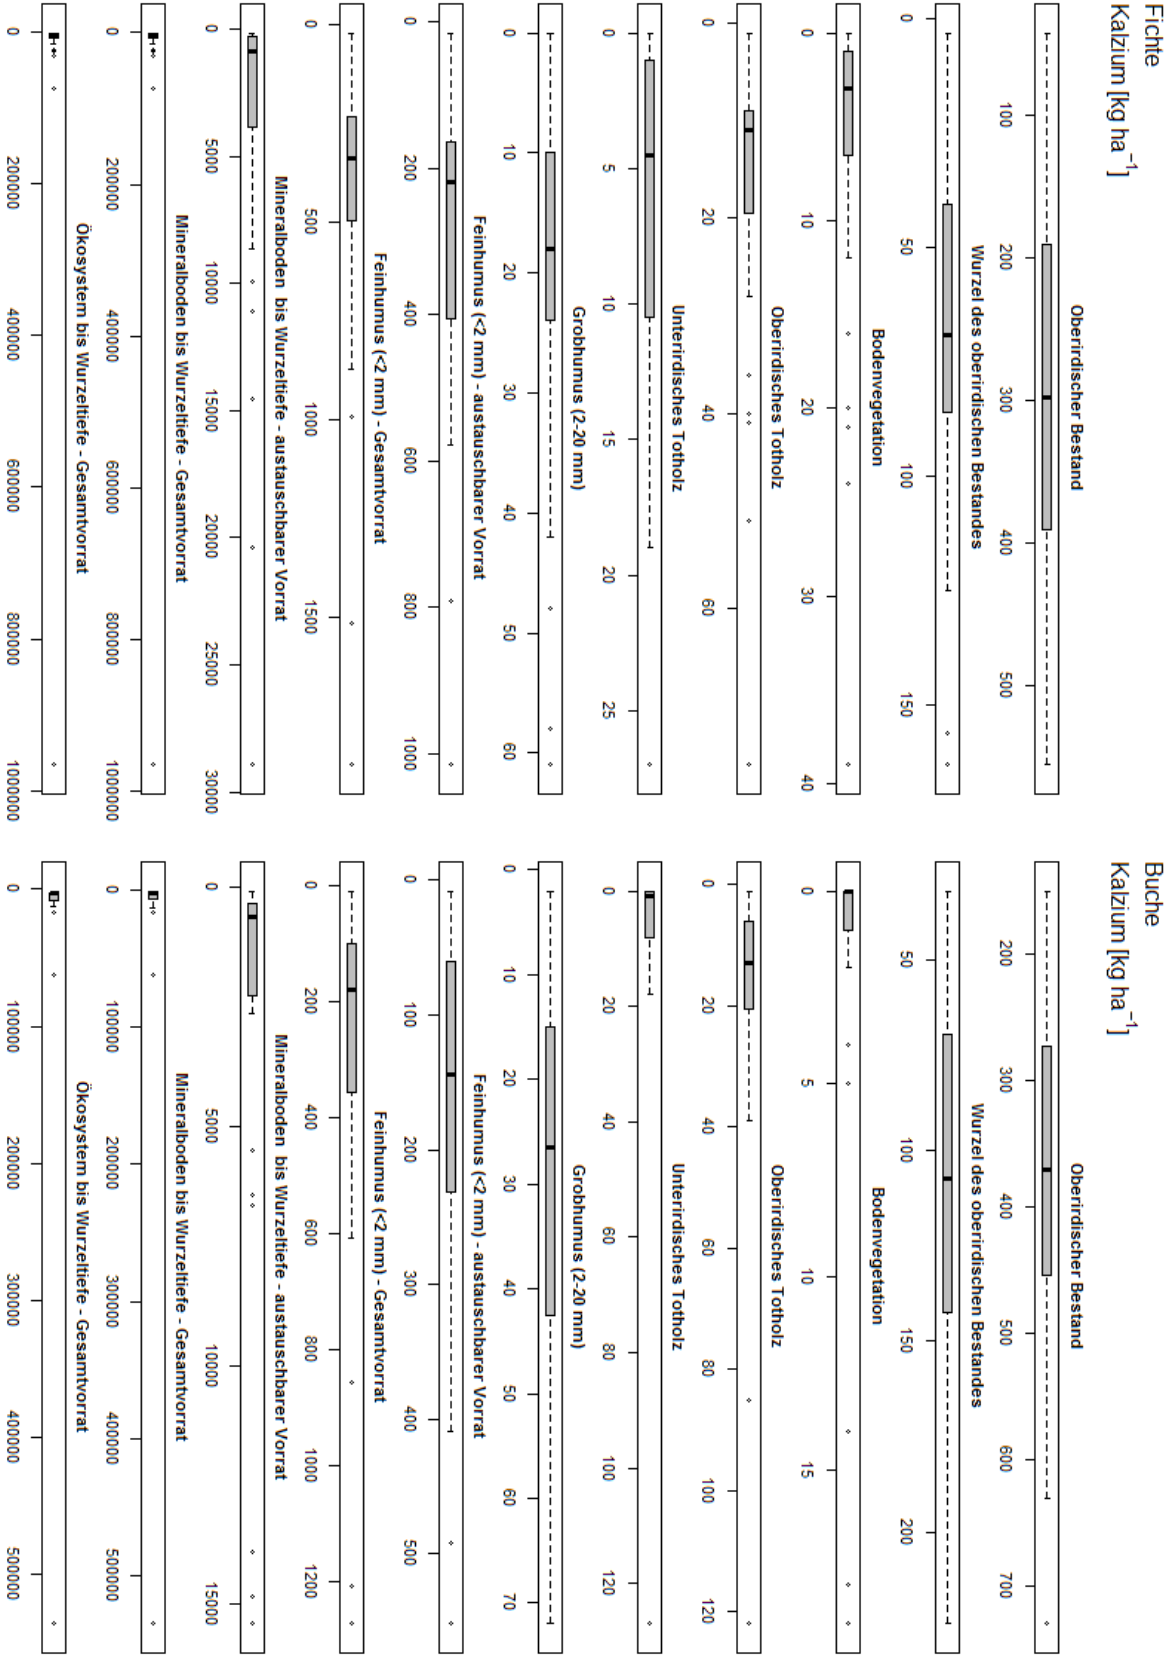 Fichte
Kalzium [kg ha⁻¹]
Oberirdischer Bestand
100 200 300 400 500
Wurzel des oberirdischen Bestandes
0 50 100 150
Bodenvegetation
0 10 20 30 40
Oberirdisches Totholz
0 20 40 60
Unterirdisches Totholz
0 5 10 15 20 25
Grobhumus (2-20 mm)
0 10 20 30 40 50 60
Feinhumus (<2 mm) - austauschbarer Vorrat
0 200 400 600 800 1000
Feinhumus (<2 mm) - Gesamtvorrat
0 500 1000 1500
Mineralboden bis Wurzeltiefe - austauschbarer Vorrat
0 5000 10000 15000 20000 25000 30000
Mineralboden bis Wurzeltiefe - Gesamtvorrat
0 200000 400000 600000 800000 1000000
Ökosystem bis Wurzeltiefe - Gesamtvorrat
0 200000 400000 600000 800000 1000000
Buche
Kalzium [kg ha⁻¹]
Oberirdischer Bestand
200 300 400 500 600 700
Wurzel des oberirdischen Bestandes
50 100 150 200
Bodenvegetation
0 5 10 15
Oberirdisches Totholz
0 20 40 60 80 100 120
Unterirdisches Totholz
0 20 40 60 80 100 120
Grobhumus (2-20 mm)
0 10 20 30 40 50 60 70
Feinhumus (<2 mm) - austauschbarer Vorrat
0 100 200 300 400 500
Feinhumus (<2 mm) - Gesamtvorrat
0 200 400 600 800 1000 1200
Mineralboden bis Wurzeltiefe - austauschbarer Vorrat
0 5000 10000 15000
Mineralboden bis Wurzeltiefe - Gesamtvorrat
0 100000 200000 300000 400000 500000
Ökosystem bis Wurzeltiefe - Gesamtvorrat
0 100000 200000 300000 400000 500000